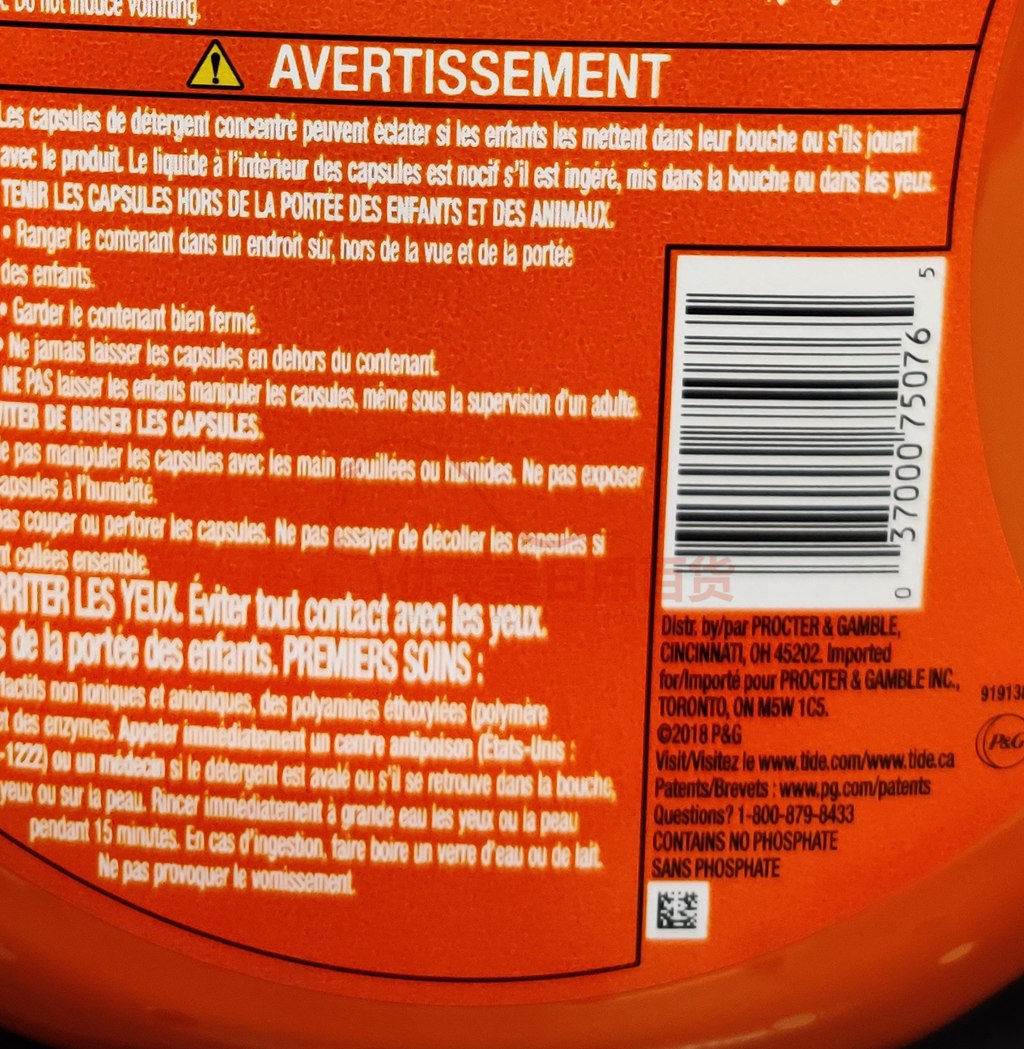 Do not induce vomiting.
AVERTISSEMENT
Les capsules de détergent concentré peuvent éclater si les enfants les mettent dans leur bouche ou s'ils jouent
avec le produit. Le liquide à l'intérieur des capsules est nocif s'il est ingéré, mis dans la bouche ou dans les yeux.
TENIR LES CAPSULES HORS DE LA PORTÉE DES ENFANTS ET DES ANIMAUX.
• Ranger le contenant dans un endroit sûr, hors de la vue et de la portée
des enfants.
• Garder le contenant bien fermé.
• Ne jamais laisser les capsules en dehors du contenant.
NE PAS laisser les enfants manipuler les capsules, même sous la supervision d'un adulte.
DE BRISER LES CAPSULES.
pas manipuler les capsules avec les main mouillées ou humides. Ne pas exposer
à l'humidité.
couper ou perforer les capsules. Ne pas essayer de décoller les capsules si
collées ensemble.
LES YEUX. Éviter tout contact avec les yeux.
de la portée des enfants. PREMIERS SOINS :
non ioniques et anioniques, des polyamines éthoxylées (polymère
des enzymes. Appeler immédiatement un centre antipoison (États-Unis :
-1222) ou un médecin si le détergent est avalé ou s'il se retrouve dans la bouche,
yeux ou sur la peau. Rincer immédiatement à grande eau les yeux ou la peau
pendant 15 minutes. En cas d'ingestion, faire boire un verre d'eau ou de lait.
Ne pas provoquer le vomissement.
0 37000 75076 5
Distr. by/par PROCTER & GAMBLE,
CINCINNATI, OH 45202. Imported
for/Importé pour PROCTER & GAMBLE INC.,
TORONTO, ON M5W 1C5.
©2018 P&G
Visit/Visitez le www.tide.com/www.tide.ca
Patents/Brevets : www.pg.com/patents
Questions? 1-800-879-8433
CONTAINS NO PHOSPHATE
SANS PHOSPHATE
P&G
日用百货